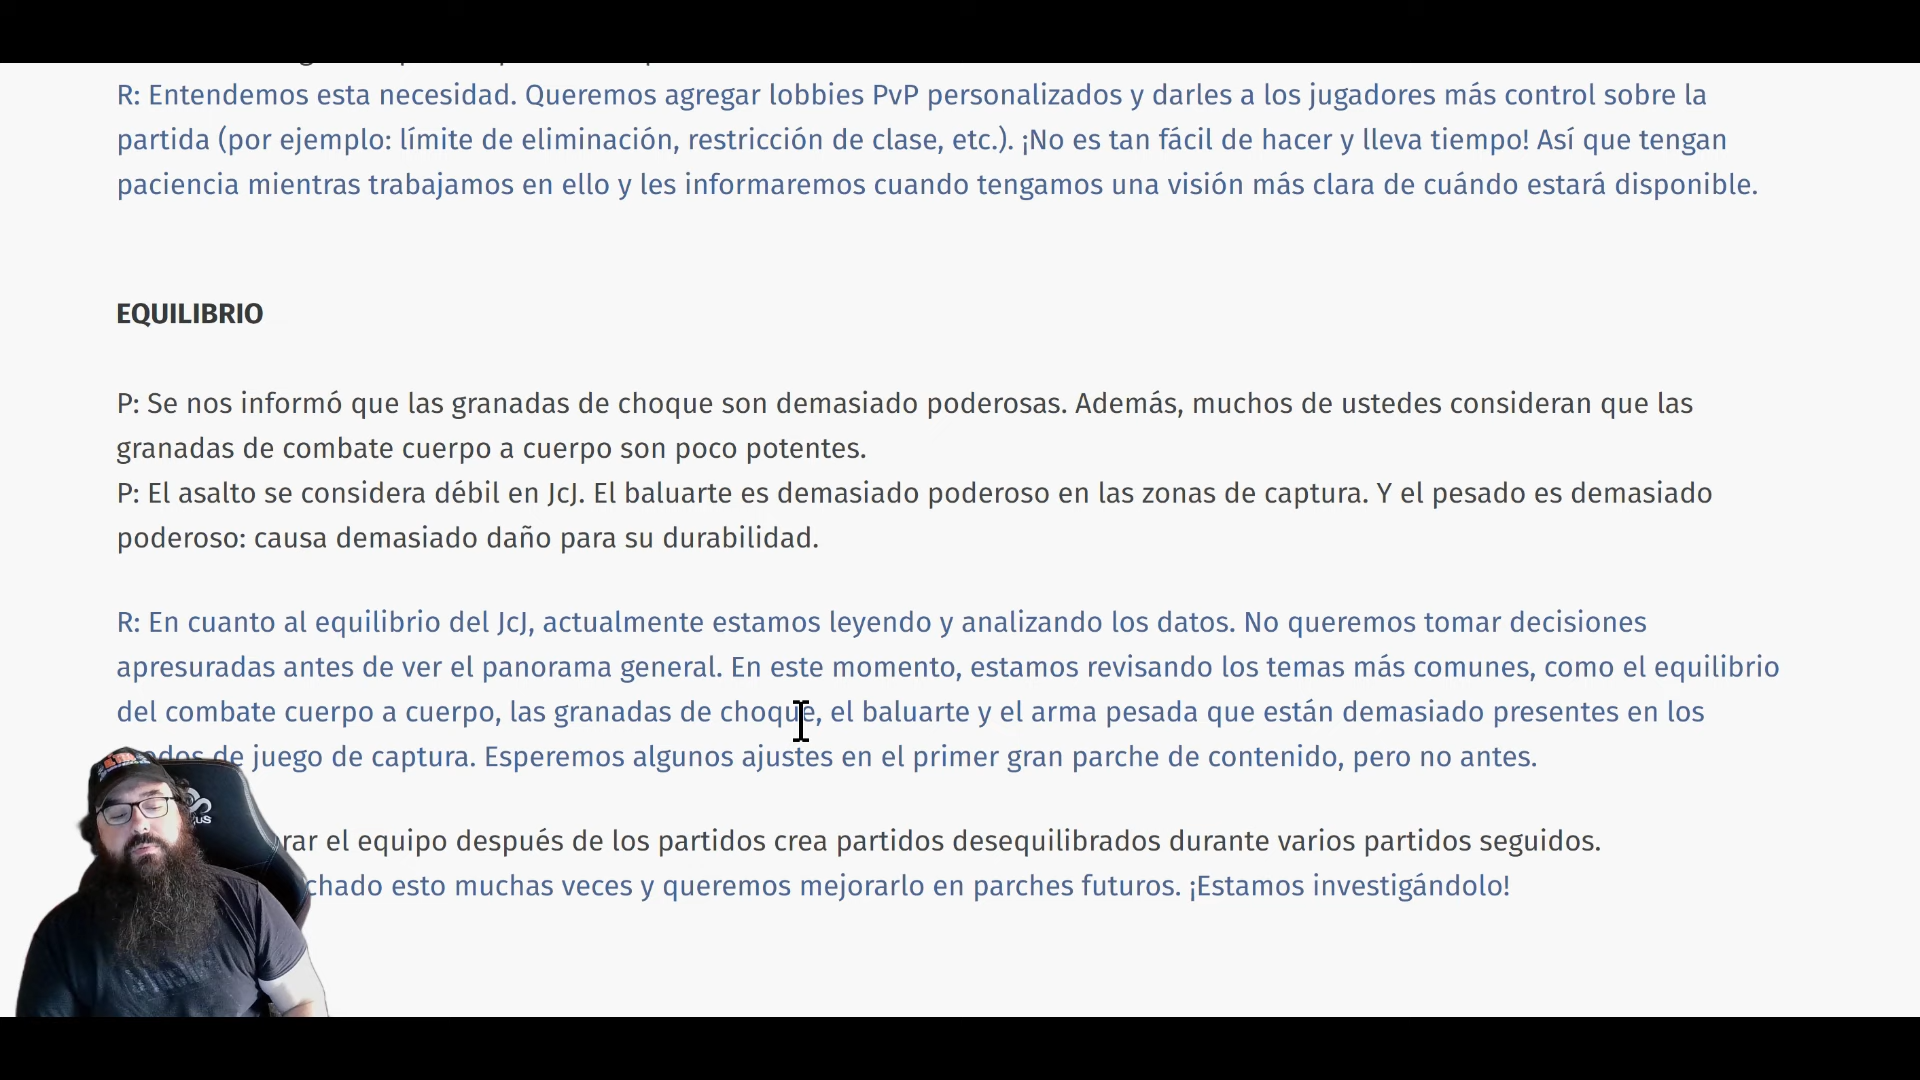 R: Entendemos esta necesidad. Queremos agregar lobbies PvP personalizados y darles a los jugadores más control sobre la
partida (por ejemplo: límite de eliminación, restricción de clase, etc.). ¡No es tan fácil de hacer y lleva tiempo! Así que tengan
paciencia mientras trabajamos en ello y les informaremos cuando tengamos una visión más clara de cuándo estará disponible.
EQUILIBRIO
P: Se nos informó que las granadas de choque son demasiado poderosas. Además, muchos de ustedes consideran que las
granadas de combate cuerpo a cuerpo son poco potentes.
P: El asalto se considera débil en JcJ. El baluarte es demasiado poderoso en las zonas de captura. Y el pesado es demasiado
poderoso: causa demasiado daño para su durabilidad.
R: En cuanto al equilibrio del JcJ, actualmente estamos leyendo y analizando los datos. No queremos tomar decisiones
apresuradas antes de ver el panorama general. En este momento, estamos revisando los temas más comunes, como el equilibrio
del combate cuerpo a cuerpo, las granadas de choque, el baluarte y el arma pesada que están demasiado presentes en los
de juego de captura. Esperemos algunos ajustes en el primer gran parche de contenido, pero no antes.
el equipo después de los partidos crea partidos desequilibrados durante varios partidos seguidos.
esto muchas veces y queremos mejorarlo en parches futuros. ¡Estamos investigándolo!